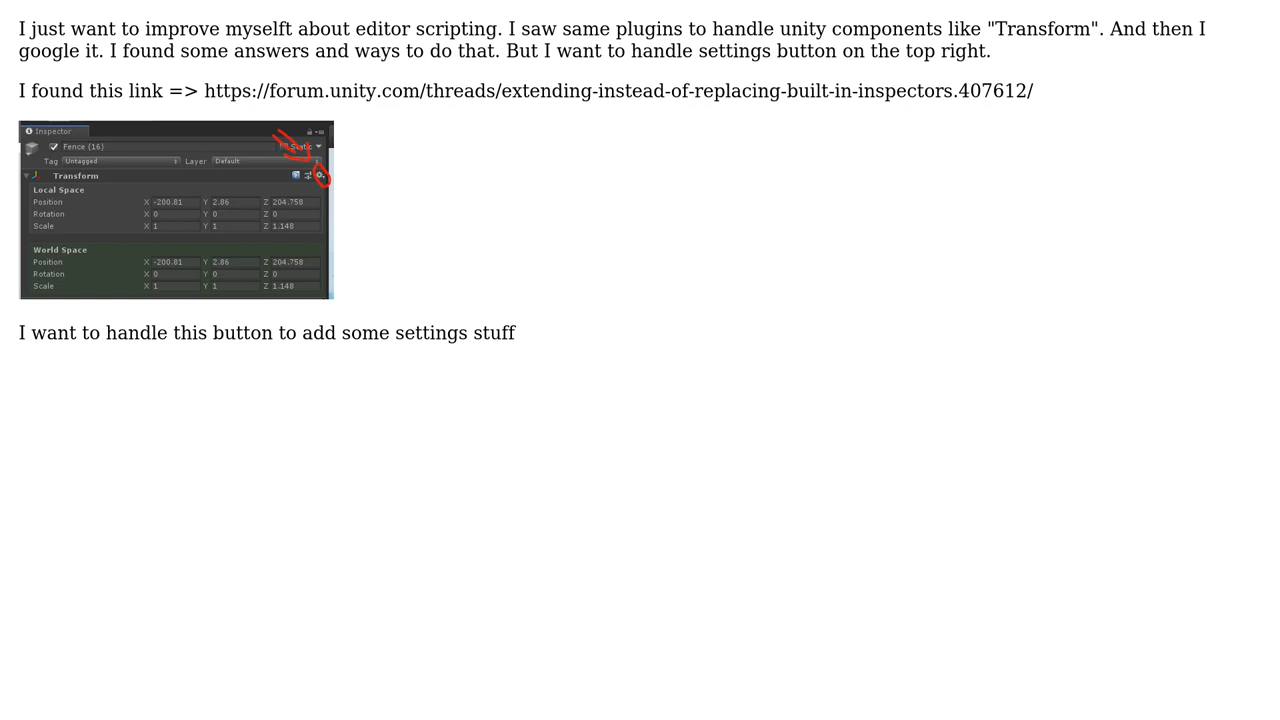 I just want to improve myselft about editor scripting. I saw same plugins to handle unity components like "Transform". And then I
google it. I found some answers and ways to do that. But I want to handle settings button on the top right.
I found this link => https://forum.unity.com/threads/extending-instead-of-replacing-built-in-inspectors.407612/
Inspector
Fence (16) Static
Tag Untagged Layer Default
Transform
Local Space
Position X -200.81 Y 2.86 Z 204.758
Rotation X 0 Y 0 Z 0
Scale X 1 Y 1 Z 1.148
World Space
Position X -200.81 Y 2.86 Z 204.758
Rotation X 0 Y 0 Z 0
Scale X 1 Y 1 Z 1.148
I want to handle this button to add some settings stuff